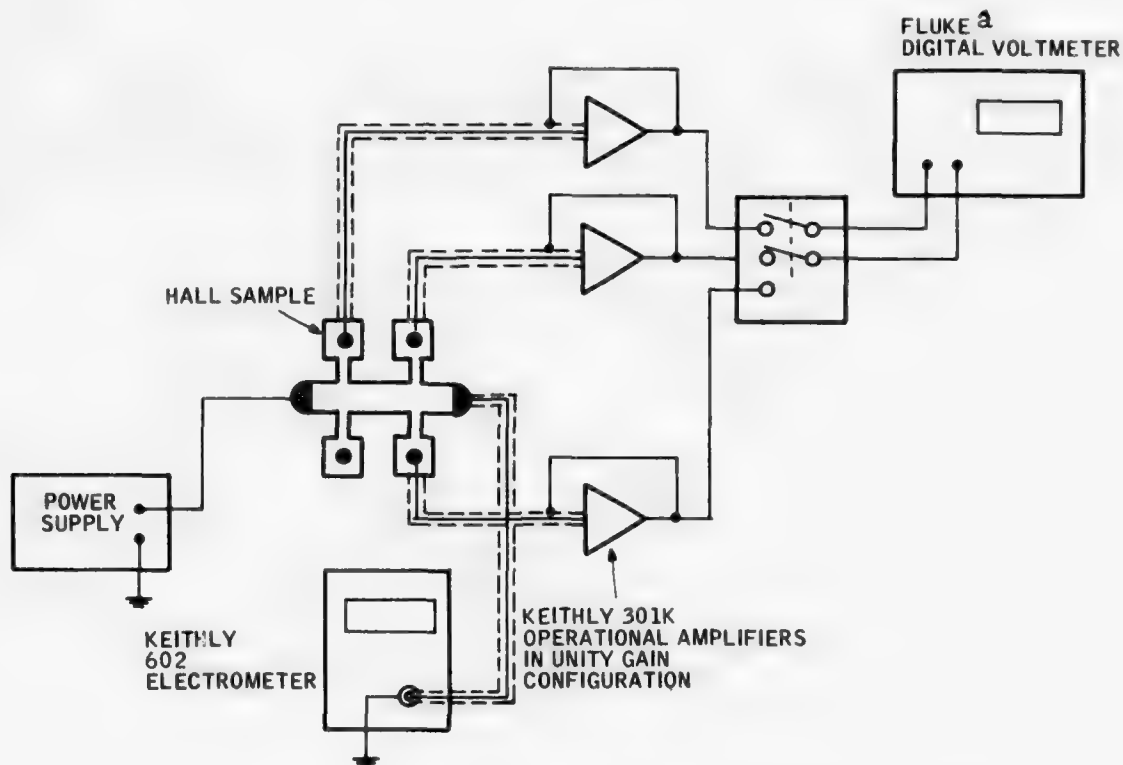 FLUKE a
DIGITAL VOLTMETER
HALL SAMPLE
POWER
SUPPLY
KEITHLY
602
ELECTROMETER
KEITHLY 301K
OPERATIONAL AMPLIFIERS
IN UNITY GAIN
CONFIGURATION